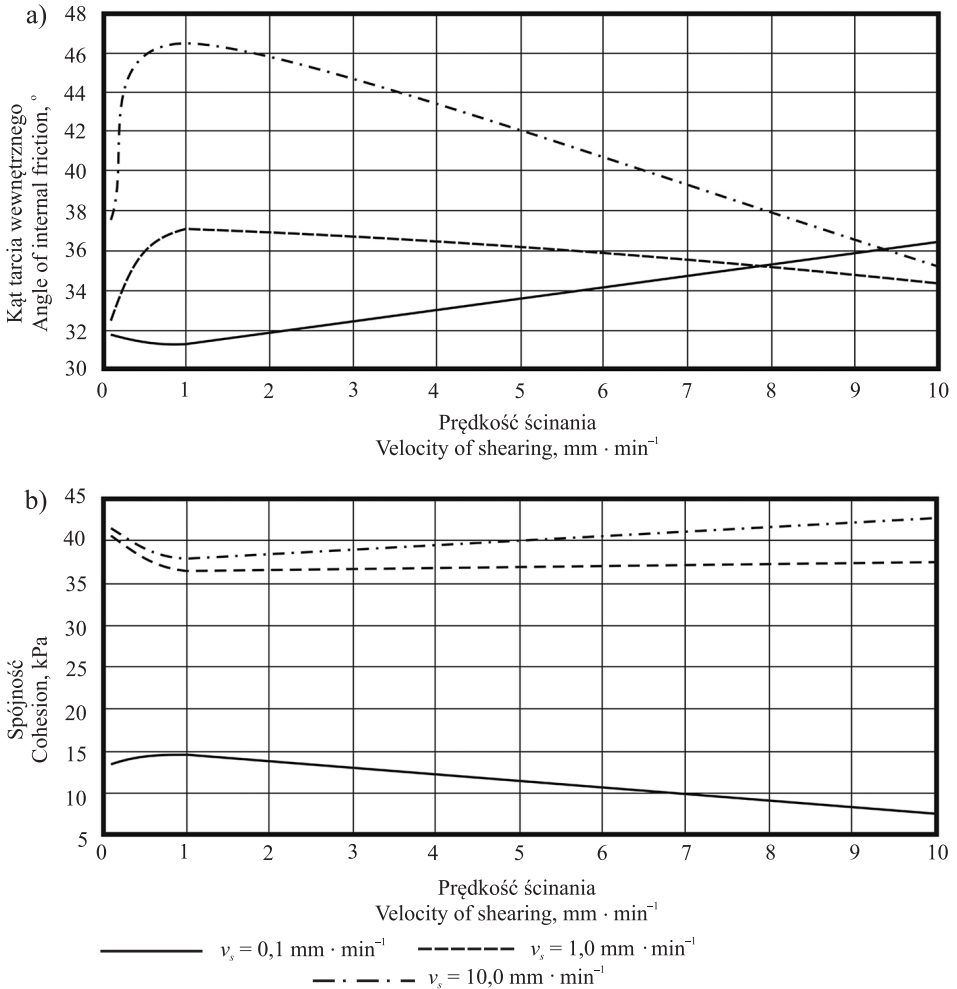 a)
48
46
44
42
40
38
36
34
32
30
Kąt tarcia wewnętrznego
Angle of internal friction, °
0 1 2 3 4 5 6 7 8 9 10
Prędkość ścinania
Velocity of shearing, mm · min⁻¹
b)
45
40
35
30
25
20
15
10
5
Spójność
Cohesion, kPa
0 1 2 3 4 5 6 7 8 9 10
Prędkość ścinania
Velocity of shearing, mm · min⁻¹
vₛ = 0,1 mm · min⁻¹ vₛ = 1,0 mm · min⁻¹
vₛ = 10,0 mm · min⁻¹